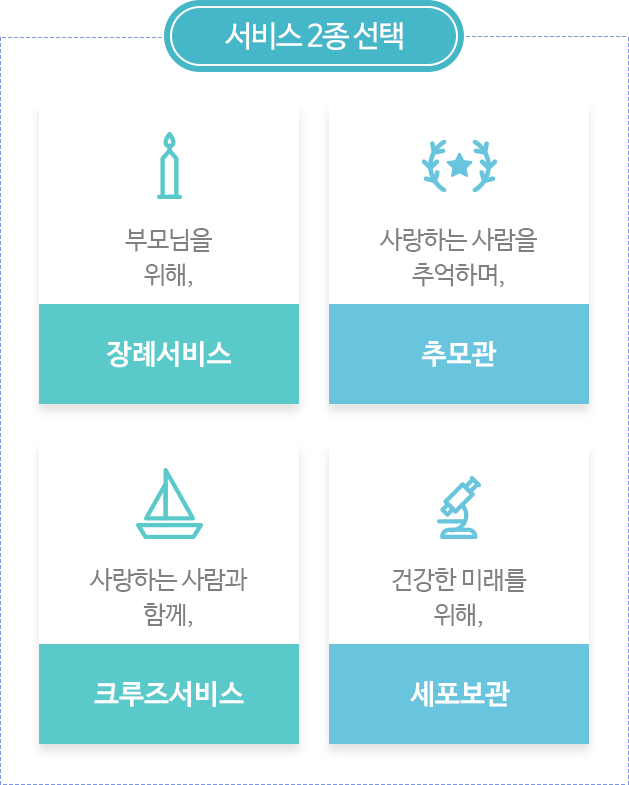 서비스 2종 선택
부모님을
위해,
장례서비스
사랑하는 사람을
추억하며,
추모관
사랑하는 사람과
함께,
크루즈서비스
건강한 미래를
위해,
세포보관